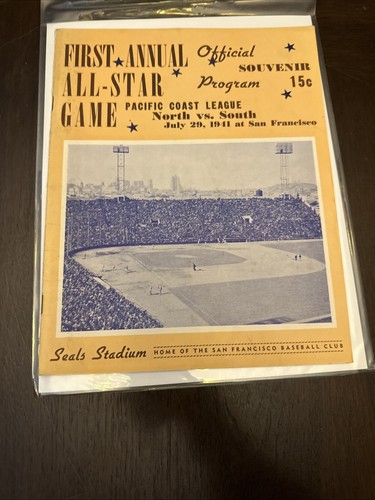 FIRST ANNUAL
ALL-STAR
GAME
Official
SOUVENIR
Program 15c
PACIFIC COAST LEAGUE
North vs. South
July 29, 1941 at San Francisco
Seals Stadium HOME OF THE SAN FRANCISCO BASEBALL CLUB